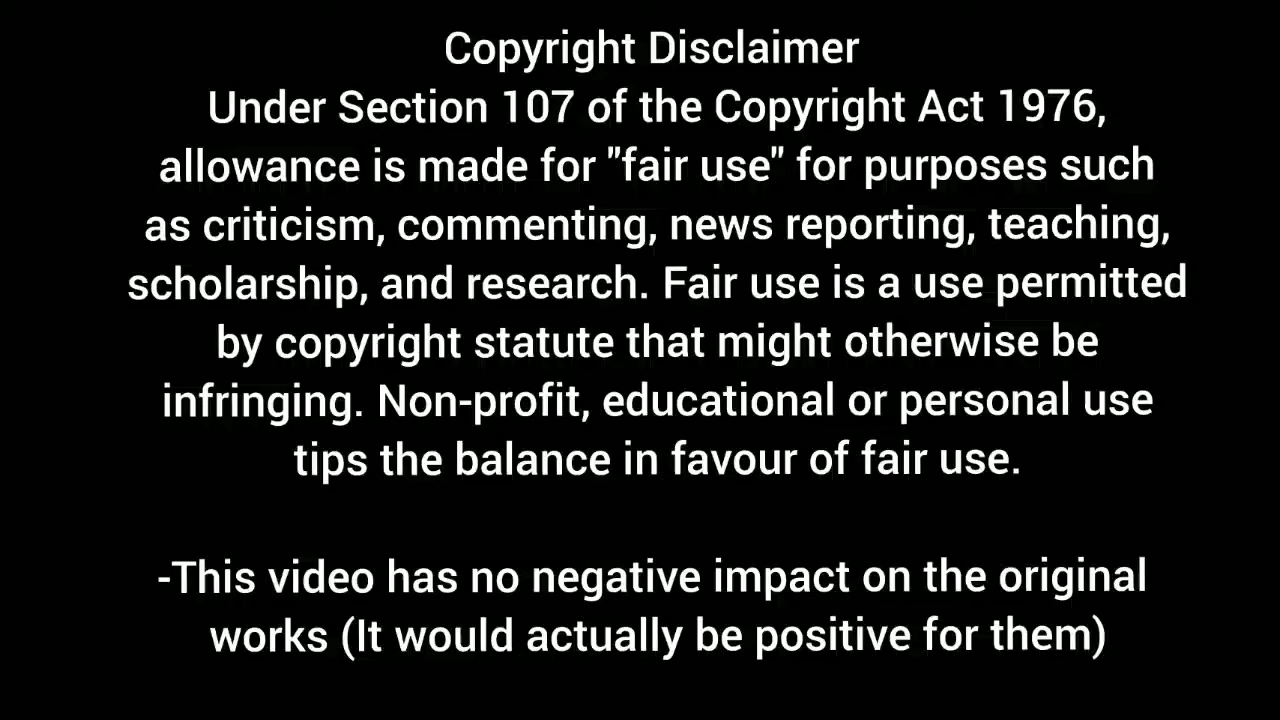 Copyright Disclaimer
Under Section 107 of the Copyright Act 1976,
allowance is made for "fair use" for purposes such
as criticism, commenting, news reporting, teaching,
scholarship, and research. Fair use is a use permitted
by copyright statute that might otherwise be
infringing. Non-profit, educational or personal use
tips the balance in favour of fair use.
-This video has no negative impact on the original
works (It would actually be positive for them)